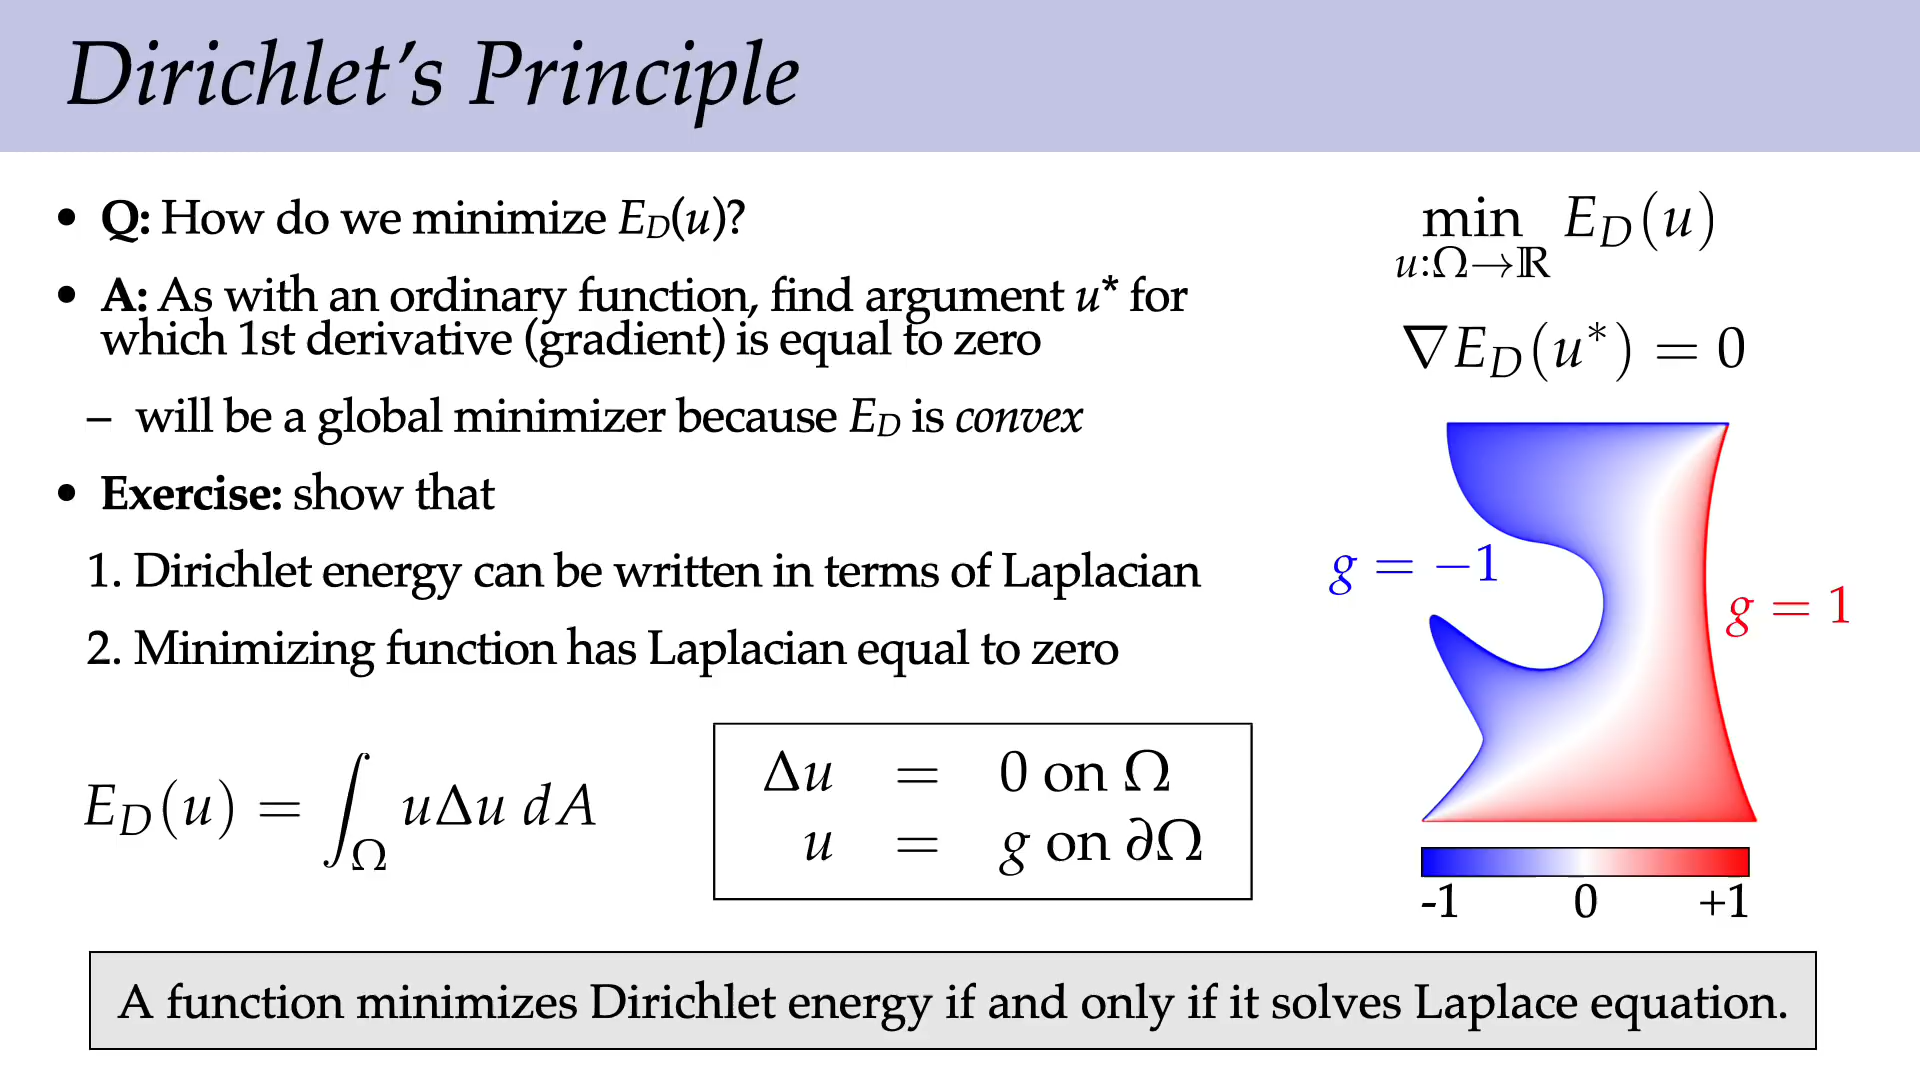 Dirichlet's Principle
• Q: How do we minimize E_D(u)?
• A: As with an ordinary function, find argument u* for
which 1st derivative (gradient) is equal to zero
– will be a global minimizer because E_D is convex
• Exercise: show that
1. Dirichlet energy can be written in terms of Laplacian
2. Minimizing function has Laplacian equal to zero
E_D(u) = ∫_Ω uΔu dA
Δu = 0 on Ω
u = g on ∂Ω
min E_D(u)
u:Ω→ℝ
∇E_D(u*) = 0
g = −1
g = 1
-1 0 +1
A function minimizes Dirichlet energy if and only if it solves Laplace equation.